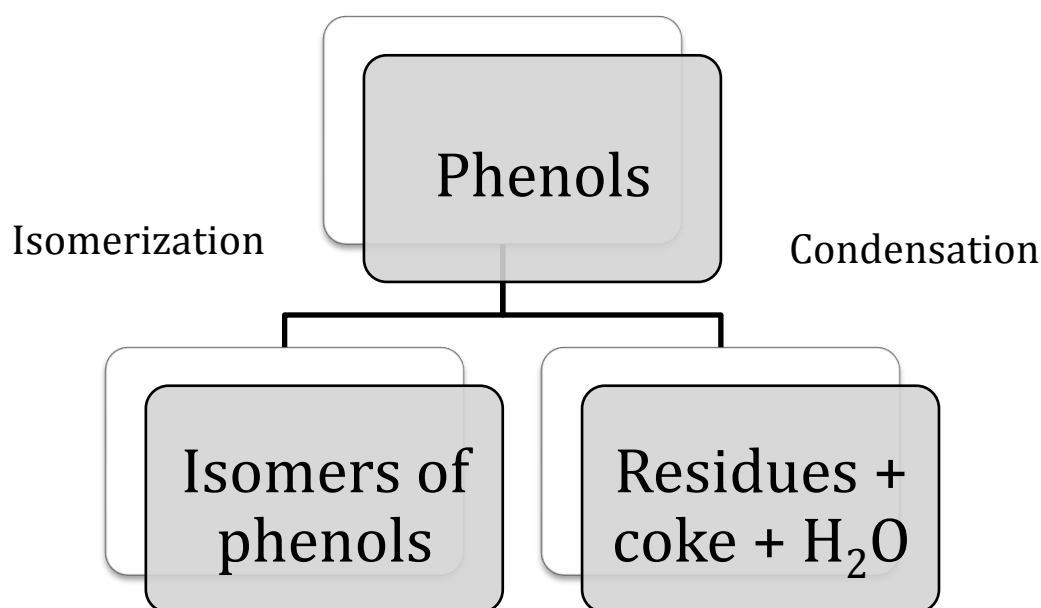 Phenols
Isomerization
Condensation
Isomers of
phenols
Residues +
coke + H₂O